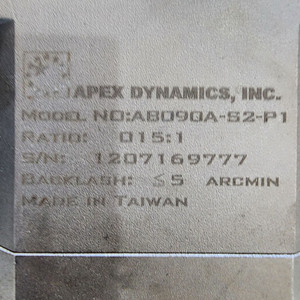 APEX DYNAMICS, INC.
MODEL NO:AB090A-S2-P1
RATIO: 015:1
S/N: 1207169777
BACKLASH: ≤5 ARCMIN
MADE IN TAIWAN